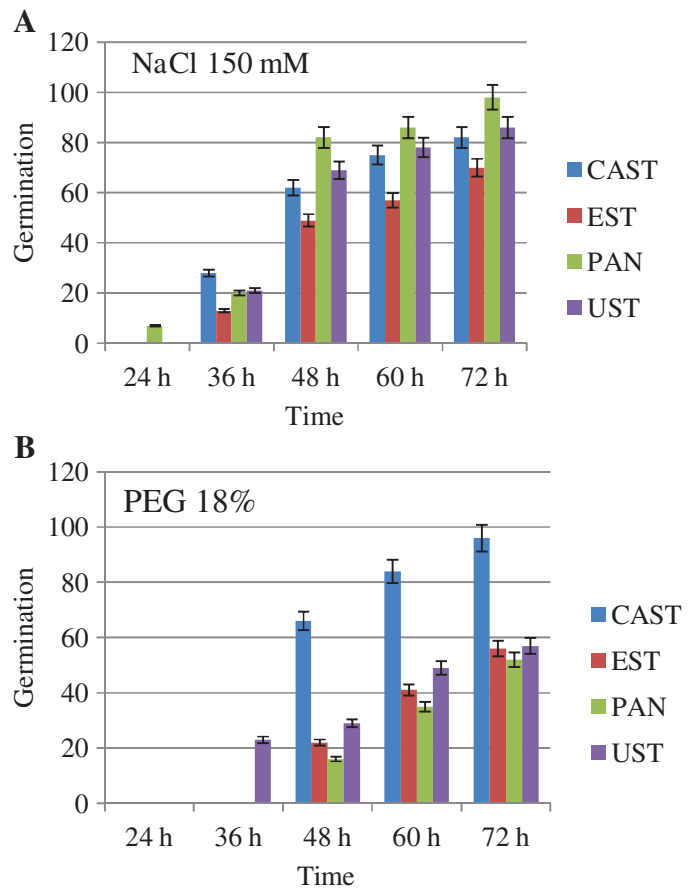 A
NaCl 150 mM
120
100
80
60
40
20
0
Germination
24 h 36 h 48 h 60 h 72 h
Time
CAST
EST
PAN
UST
B
PEG 18%
120
100
80
60
40
20
0
Germination
24 h 36 h 48 h 60 h 72 h
Time
CAST
EST
PAN
UST